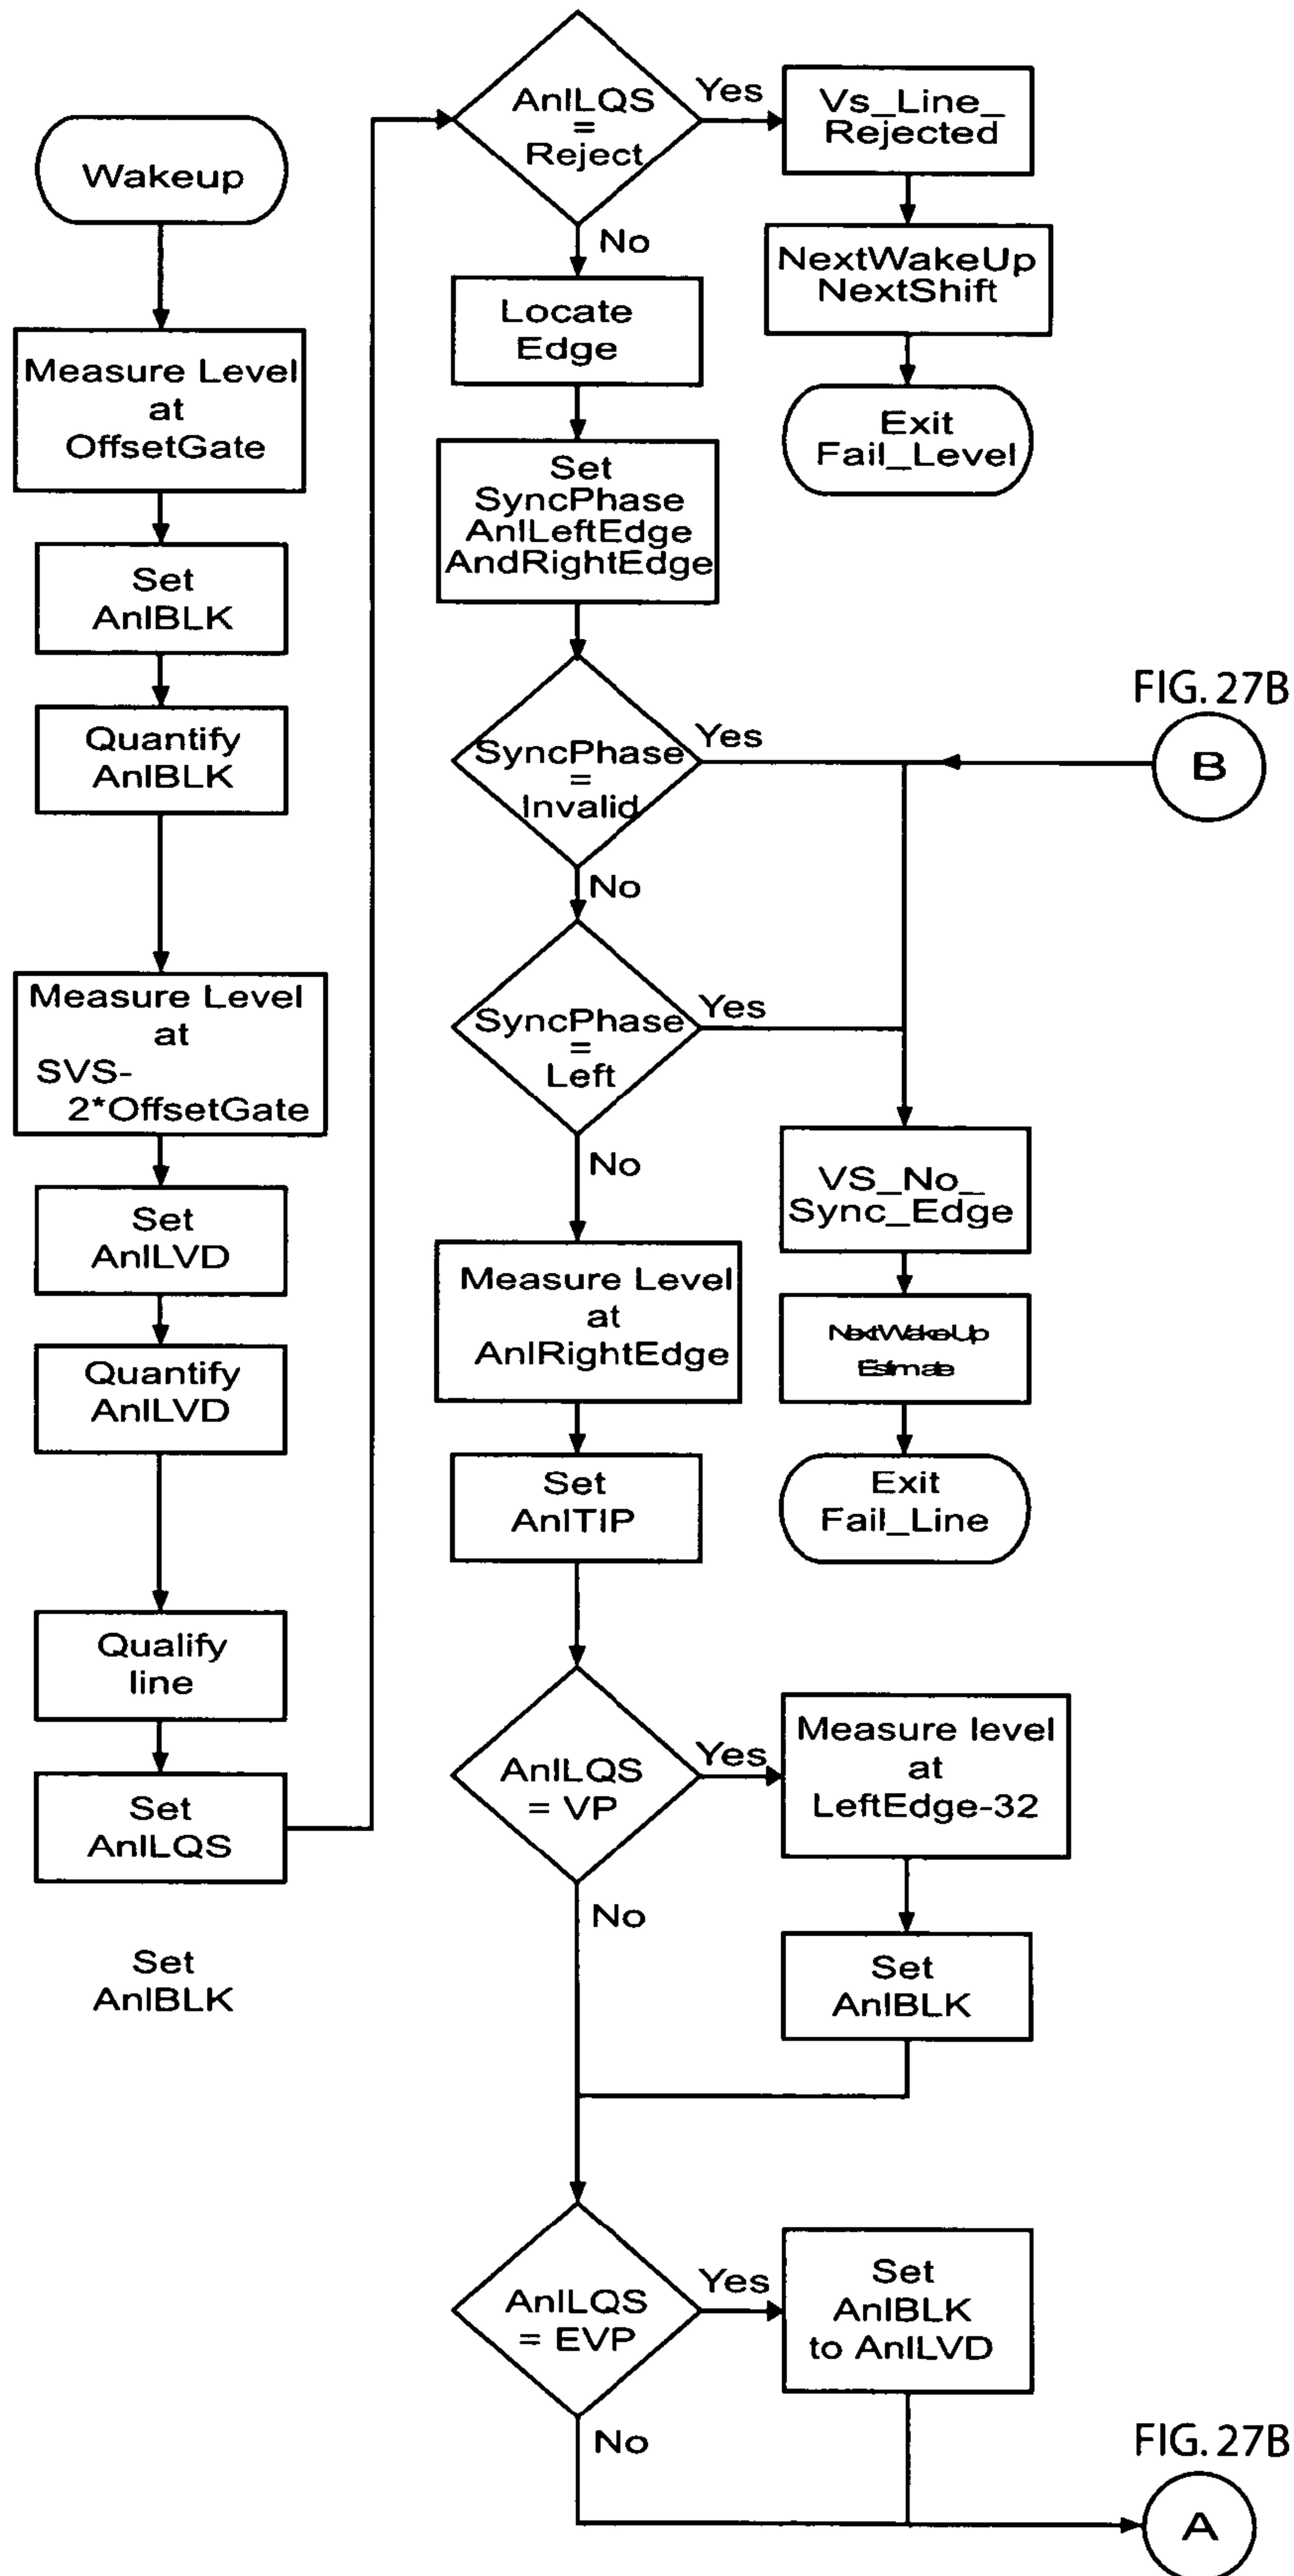 Wakeup
Measure Level
at
OffsetGate
Set
AnlBLK
Quantify
AnlBLK
Measure Level
at
SVS-
2*OffsetGate
Set
AnlLVD
Quantify
AnlLVD
Qualify
line
Set
AnlLQS
Set
AnlBLK
AnlLQS
=
Reject
Yes
No
Vs_Line_
Rejected
NextWakeUp
NextShift
Exit
Fail_Level
Locate
Edge
Set
SyncPhase
AnlLeftEdge
AndRightEdge
SyncPhase
=
Invalid
Yes
No
FIG. 27B
B
SyncPhase
=
Left
Yes
No
VS_No_
Sync_Edge
NextWakeUp
Estimate
Exit
Fail_Line
Measure Level
at
AnlRightEdge
Set
AnlTIP
AnlLQS
= VP
Yes
No
Measure level
at
LeftEdge-32
Set
AnlBLK
AnlLQS
= EVP
Yes
No
Set
AnlBLK
to AnlLVD
FIG. 27B
A